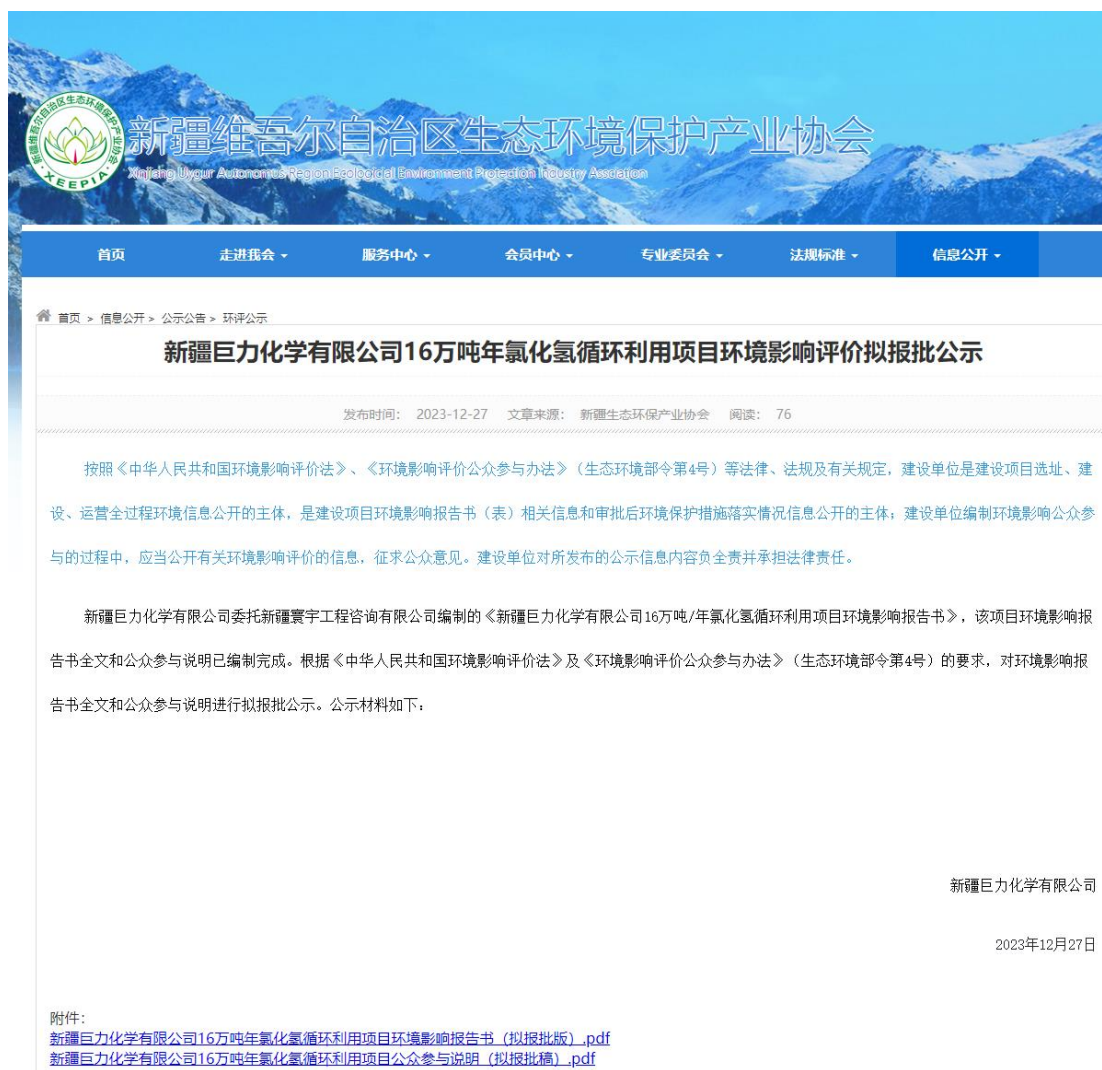 新疆维吾尔自治区生态环境保护产业协会
XEEPIA
新疆维吾尔自治区生态环境保护产业协会
Xinjiang Uygur Autonomous Region Ecological Environment Protection Industry Assciation
首页 走进我会 服务中心 会员中心 专业委员会 法规标准 信息公开
首页 > 信息公开 > 公示公告 > 环评公示
新疆巨力化学有限公司16万吨年氯化氢循环利用项目环境影响评价拟报批公示
发布时间： 2023-12-27 文章来源： 新疆生态环保产业协会 阅读： 76
按照《中华人民共和国环境影响评价法》、《环境影响评价公众参与办法》（生态环境部令第4号）等法律、法规及有关规定，建设单位是建设项目选址、建
设、运营全过程环境信息公开的主体，是建设项目环境影响报告书（表）相关信息和审批后环境保护措施落实情况信息公开的主体；建设单位编制环境影响公众参
与的过程中，应当公开有关环境影响评价的信息，征求公众意见。建设单位对所发布的公示信息内容负全责并承担法律责任。
新疆巨力化学有限公司委托新疆寰宇工程咨询有限公司编制的《新疆巨力化学有限公司16万吨/年氯化氢循环利用项目环境影响报告书》，该项目环境影响报
告书全文和公众参与说明已编制完成。根据《中华人民共和国环境影响评价法》及《环境影响评价公众参与办法》（生态环境部令第4号）的要求，对环境影响报
告书全文和公众参与说明进行拟报批公示。公示材料如下：
新疆巨力化学有限公司
2023年12月27日
附件：
新疆巨力化学有限公司16万吨年氯化氢循环利用项目环境影响报告书（拟报批版）.pdf
新疆巨力化学有限公司16万吨年氯化氢循环利用项目公众参与说明（拟报批稿）.pdf